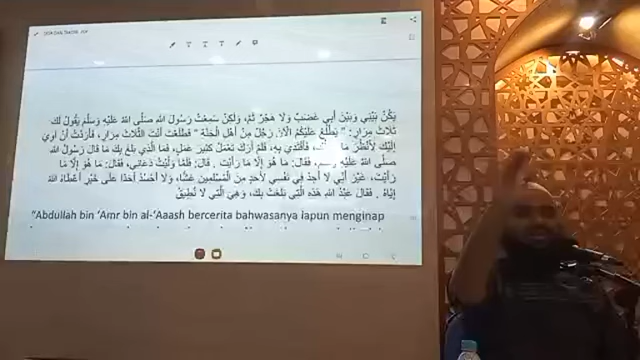 يَكُنْ بَيْنِي وَبَيْنَ أَبِي غَضَبٌ وَلَا هَجْرٌ ثَمَّ، وَلَكِنْ سَمِعْتُ رَسُولَ اللهِ صَلَّى اللهُ عَلَيْهِ وَسَلَّمَ يَقُولُ لَكَ
ثَلَاثَ مِرَارٍ: " يَطْلُعُ عَلَيْكُمُ الْآنَ رَجُلٌ مِنْ أَهْلِ الْجَنَّةِ " فَطَلَعْتَ أَنْتَ الثَّلَاثَ مِرَارٍ، فَأَرَدْتُ أَنْ آوِيَ
إِلَيْكَ لِأَنْظُرَ مَا فَأَقْتَدِيَ بِهِ، فَلَمْ أَرَكَ تَعْمَلُ كَثِيرَ عَمَلٍ، فَمَا الَّذِي بَلَغَ بِكَ مَا قَالَ رَسُولُ اللهِ
صَلَّى اللهُ عَلَيْهِ فَقَالَ: مَا هُوَ إِلَّا مَا رَأَيْتَ. قَالَ: فَلَمَّا وَلَّيْتُ دَعَانِي، فَقَالَ: مَا هُوَ إِلَّا مَا
رَأَيْتَ، غَيْرَ أَنِّي لَا أَجِدُ فِي نَفْسِي لِأَحَدٍ مِنَ الْمُسْلِمِينَ غِشًّا، وَلَا أَحْسُدُ أَحَدًا عَلَى خَيْرٍ أَعْطَاهُ اللهُ
إِيَّاهُ . فَقَالَ عَبْدُ اللهِ هَذِهِ الَّتِي بَلَغَتْ بِكَ، وَهِيَ الَّتِي لَا نُطِيقُ
"Abdullah bin 'Amr bin al-'Aaash bercerita bahwasanya iapun menginap